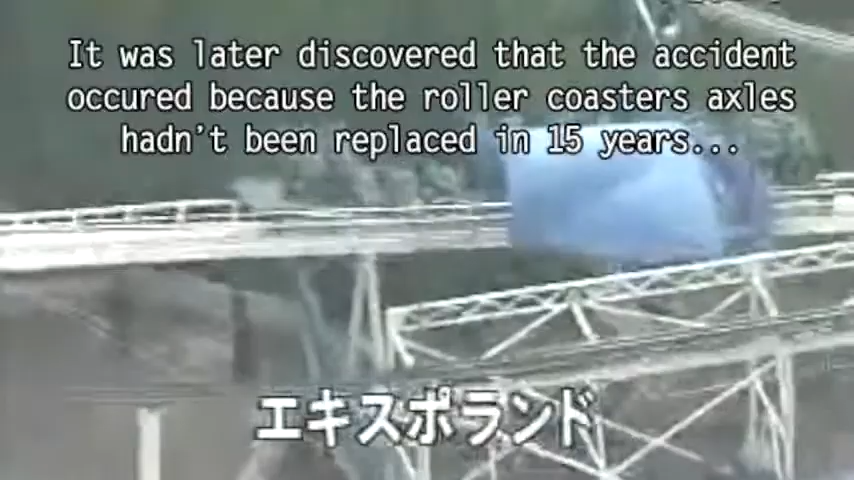 It was later discovered that the accident
occured because the roller coasters axles
hadn't been replaced in 15 years...
エキスポランド